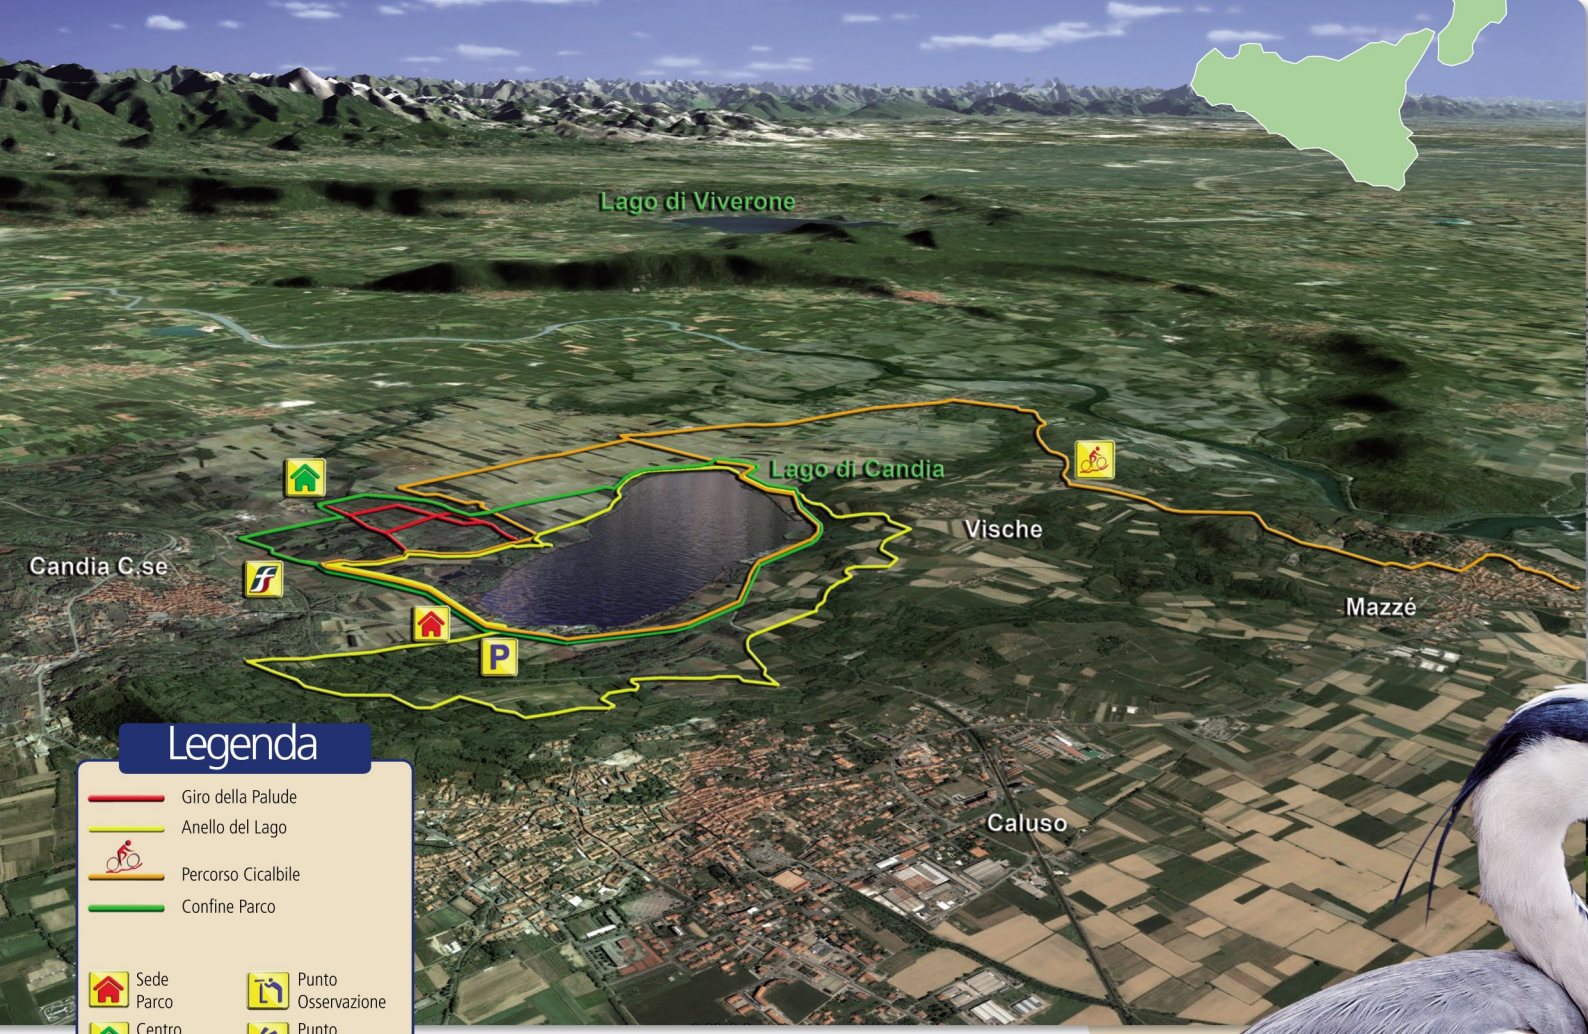 Lago di Viverone
Lago di Candia
Vische
Candia C.se
Mazzé
P
Caluso
Legenda
Giro della Palude
Anello del Lago
Percorso Cicalbile
Confine Parco
Sede
Parco
Punto
Osservazione
Centro
Punto